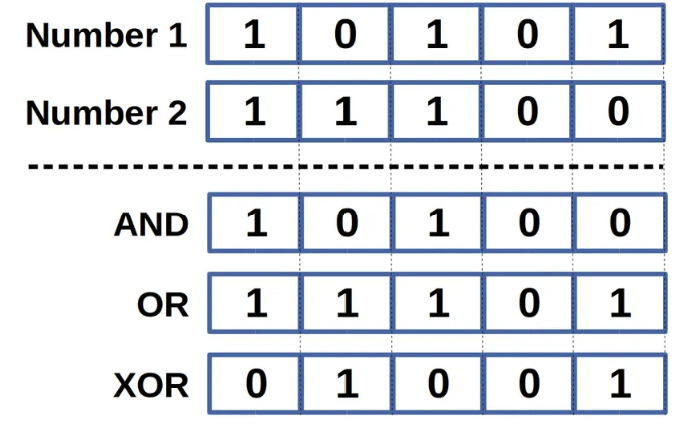 Number 1 1 0 1 0 1
Number 2 1 1 1 0 0
AND 1 0 1 0 0
OR 1 1 1 0 1
XOR 0 1 0 0 1